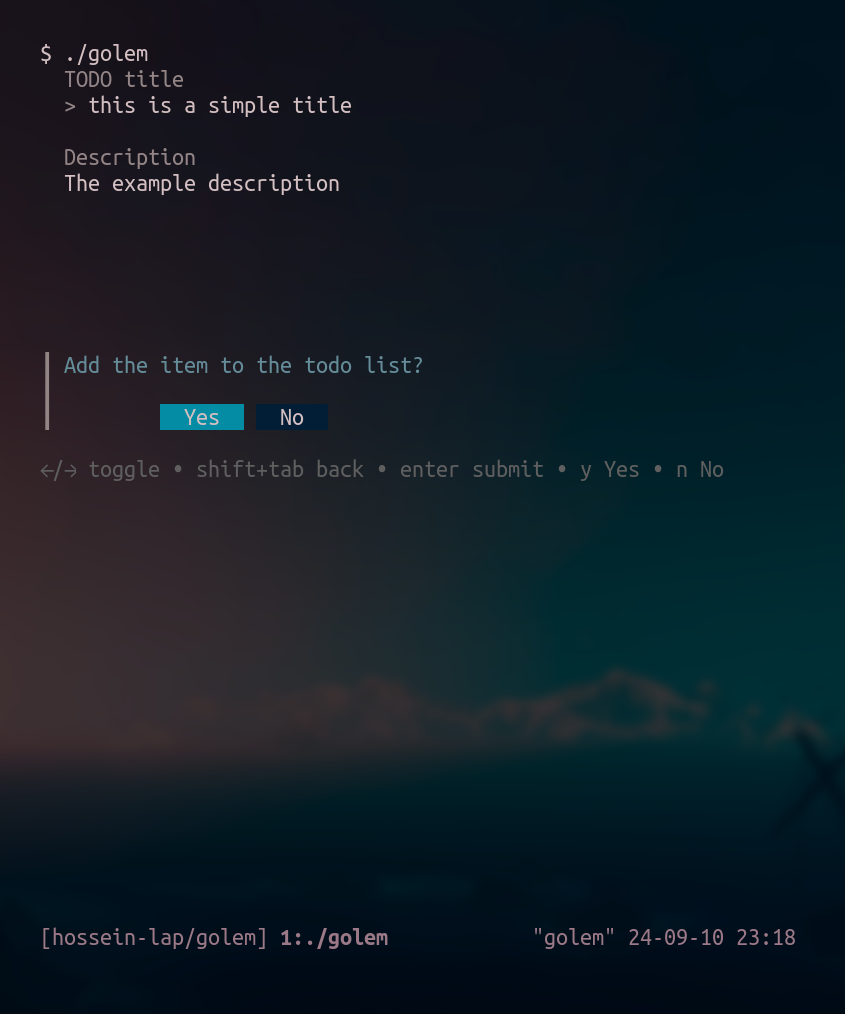 $ ./golem
TODO title
> this is a simple title
Description
The example description
Add the item to the todo list?
Yes No
←/→ toggle • shift+tab back • enter submit • y Yes • n No
[hossein-lap/golem] 1:./golem "golem" 24-09-10 23:18